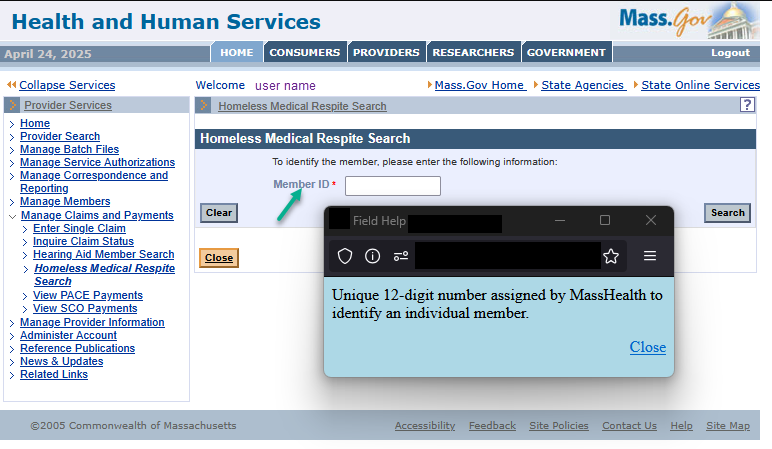 Health and Human Services
Mass.Gov
April 24, 2025
HOME CONSUMERS PROVIDERS RESEARCHERS GOVERNMENT Logout
Collapse Services
Welcome user name
Mass.Gov Home State Agencies State Online Services
Provider Services
Home
Provider Search
Manage Batch Files
Manage Service Authorizations
Manage Correspondence and
Reporting
Manage Members
Manage Claims and Payments
Enter Single Claim
Inquire Claim Status
Hearing Aid Member Search
Homeless Medical Respite
Search
View PACE Payments
View SCO Payments
Manage Provider Information
Administer Account
Reference Publications
News & Updates
Related Links
Homeless Medical Respite Search ?
Homeless Medical Respite Search
To identify the member, please enter the following information:
Member ID *
Clear Search
Close
Field Help
Unique 12-digit number assigned by MassHealth to
identify an individual member.
Close
©2005 Commonwealth of Massachusetts
Accessibility Feedback Site Policies Contact Us Help Site Map